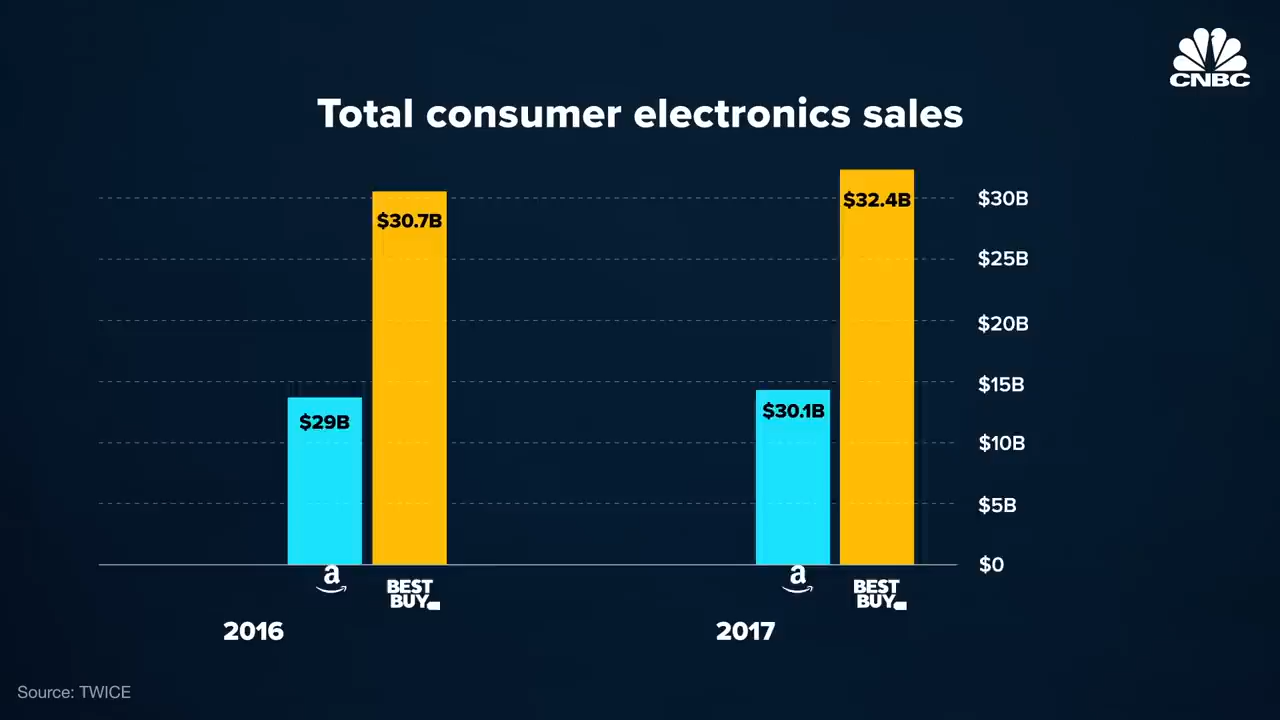 CNBC
Total consumer electronics sales
$30B
$25B
$20B
$15B
$10B
$5B
$0
$29B
$30.7B
$30.1B
$32.4B
a
BEST
BUY
a
BEST
BUY
2016
2017
Source: TWICE